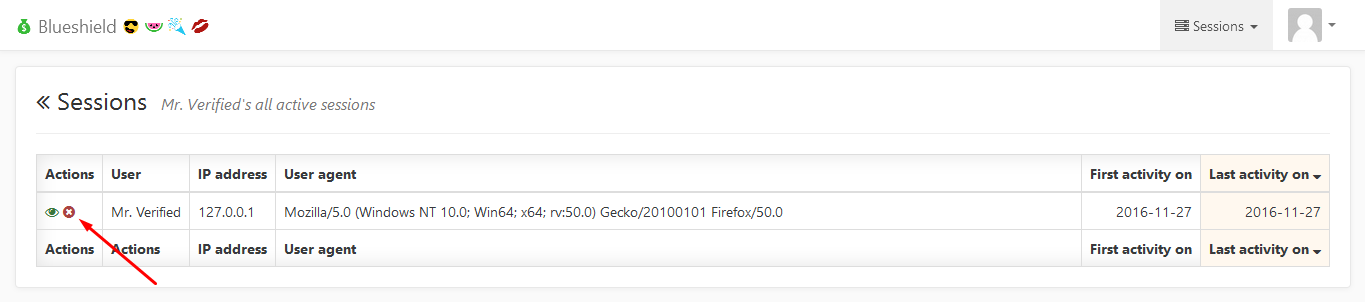 Blueshield 😎 🍉 🎉 💋 Sessions
Sessions Mr. Verified's all active sessions
Actions User IP address User agent First activity on Last activity on
Mr. Verified 127.0.0.1 Mozilla/5.0 (Windows NT 10.0; Win64; x64; rv:50.0) Gecko/20100101 Firefox/50.0 2016-11-27 2016-11-27
Actions Actions IP address User agent First activity on Last activity on